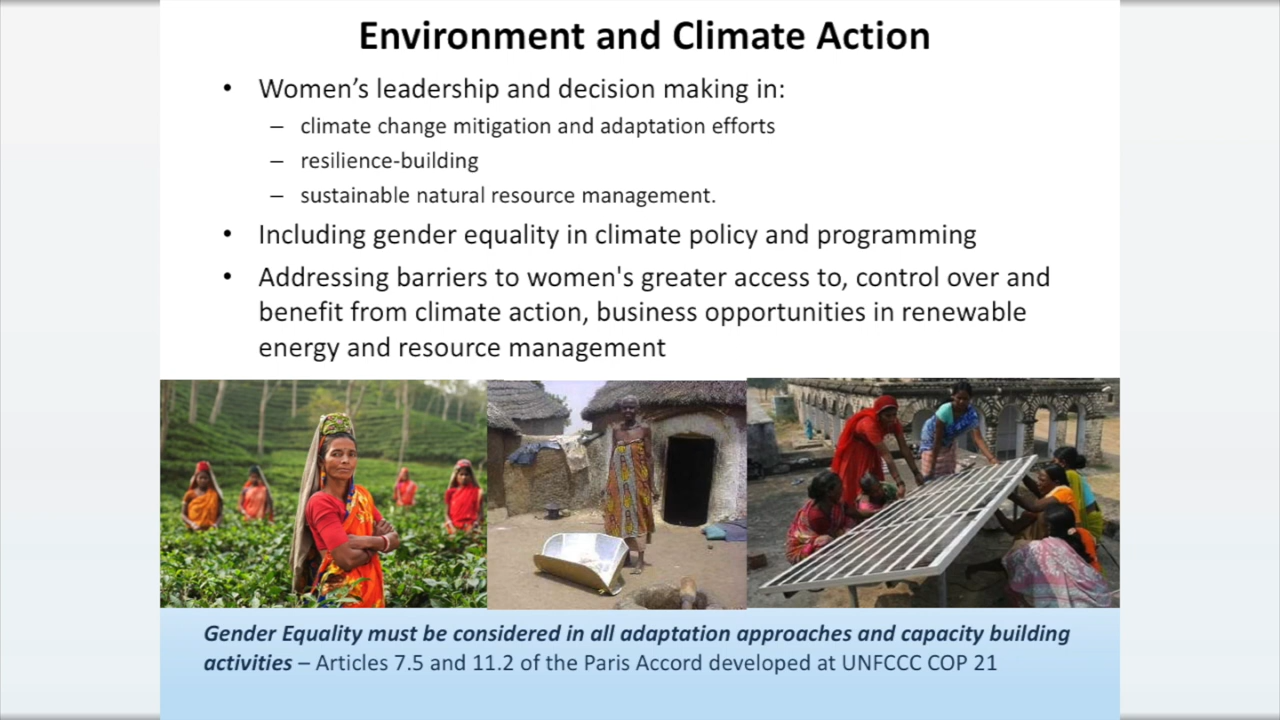 Environment and Climate Action
• Women’s leadership and decision making in:
– climate change mitigation and adaptation efforts
– resilience-building
– sustainable natural resource management.
• Including gender equality in climate policy and programming
• Addressing barriers to women's greater access to, control over and
benefit from climate action, business opportunities in renewable
energy and resource management
Gender Equality must be considered in all adaptation approaches and capacity building
activities – Articles 7.5 and 11.2 of the Paris Accord developed at UNFCCC COP 21